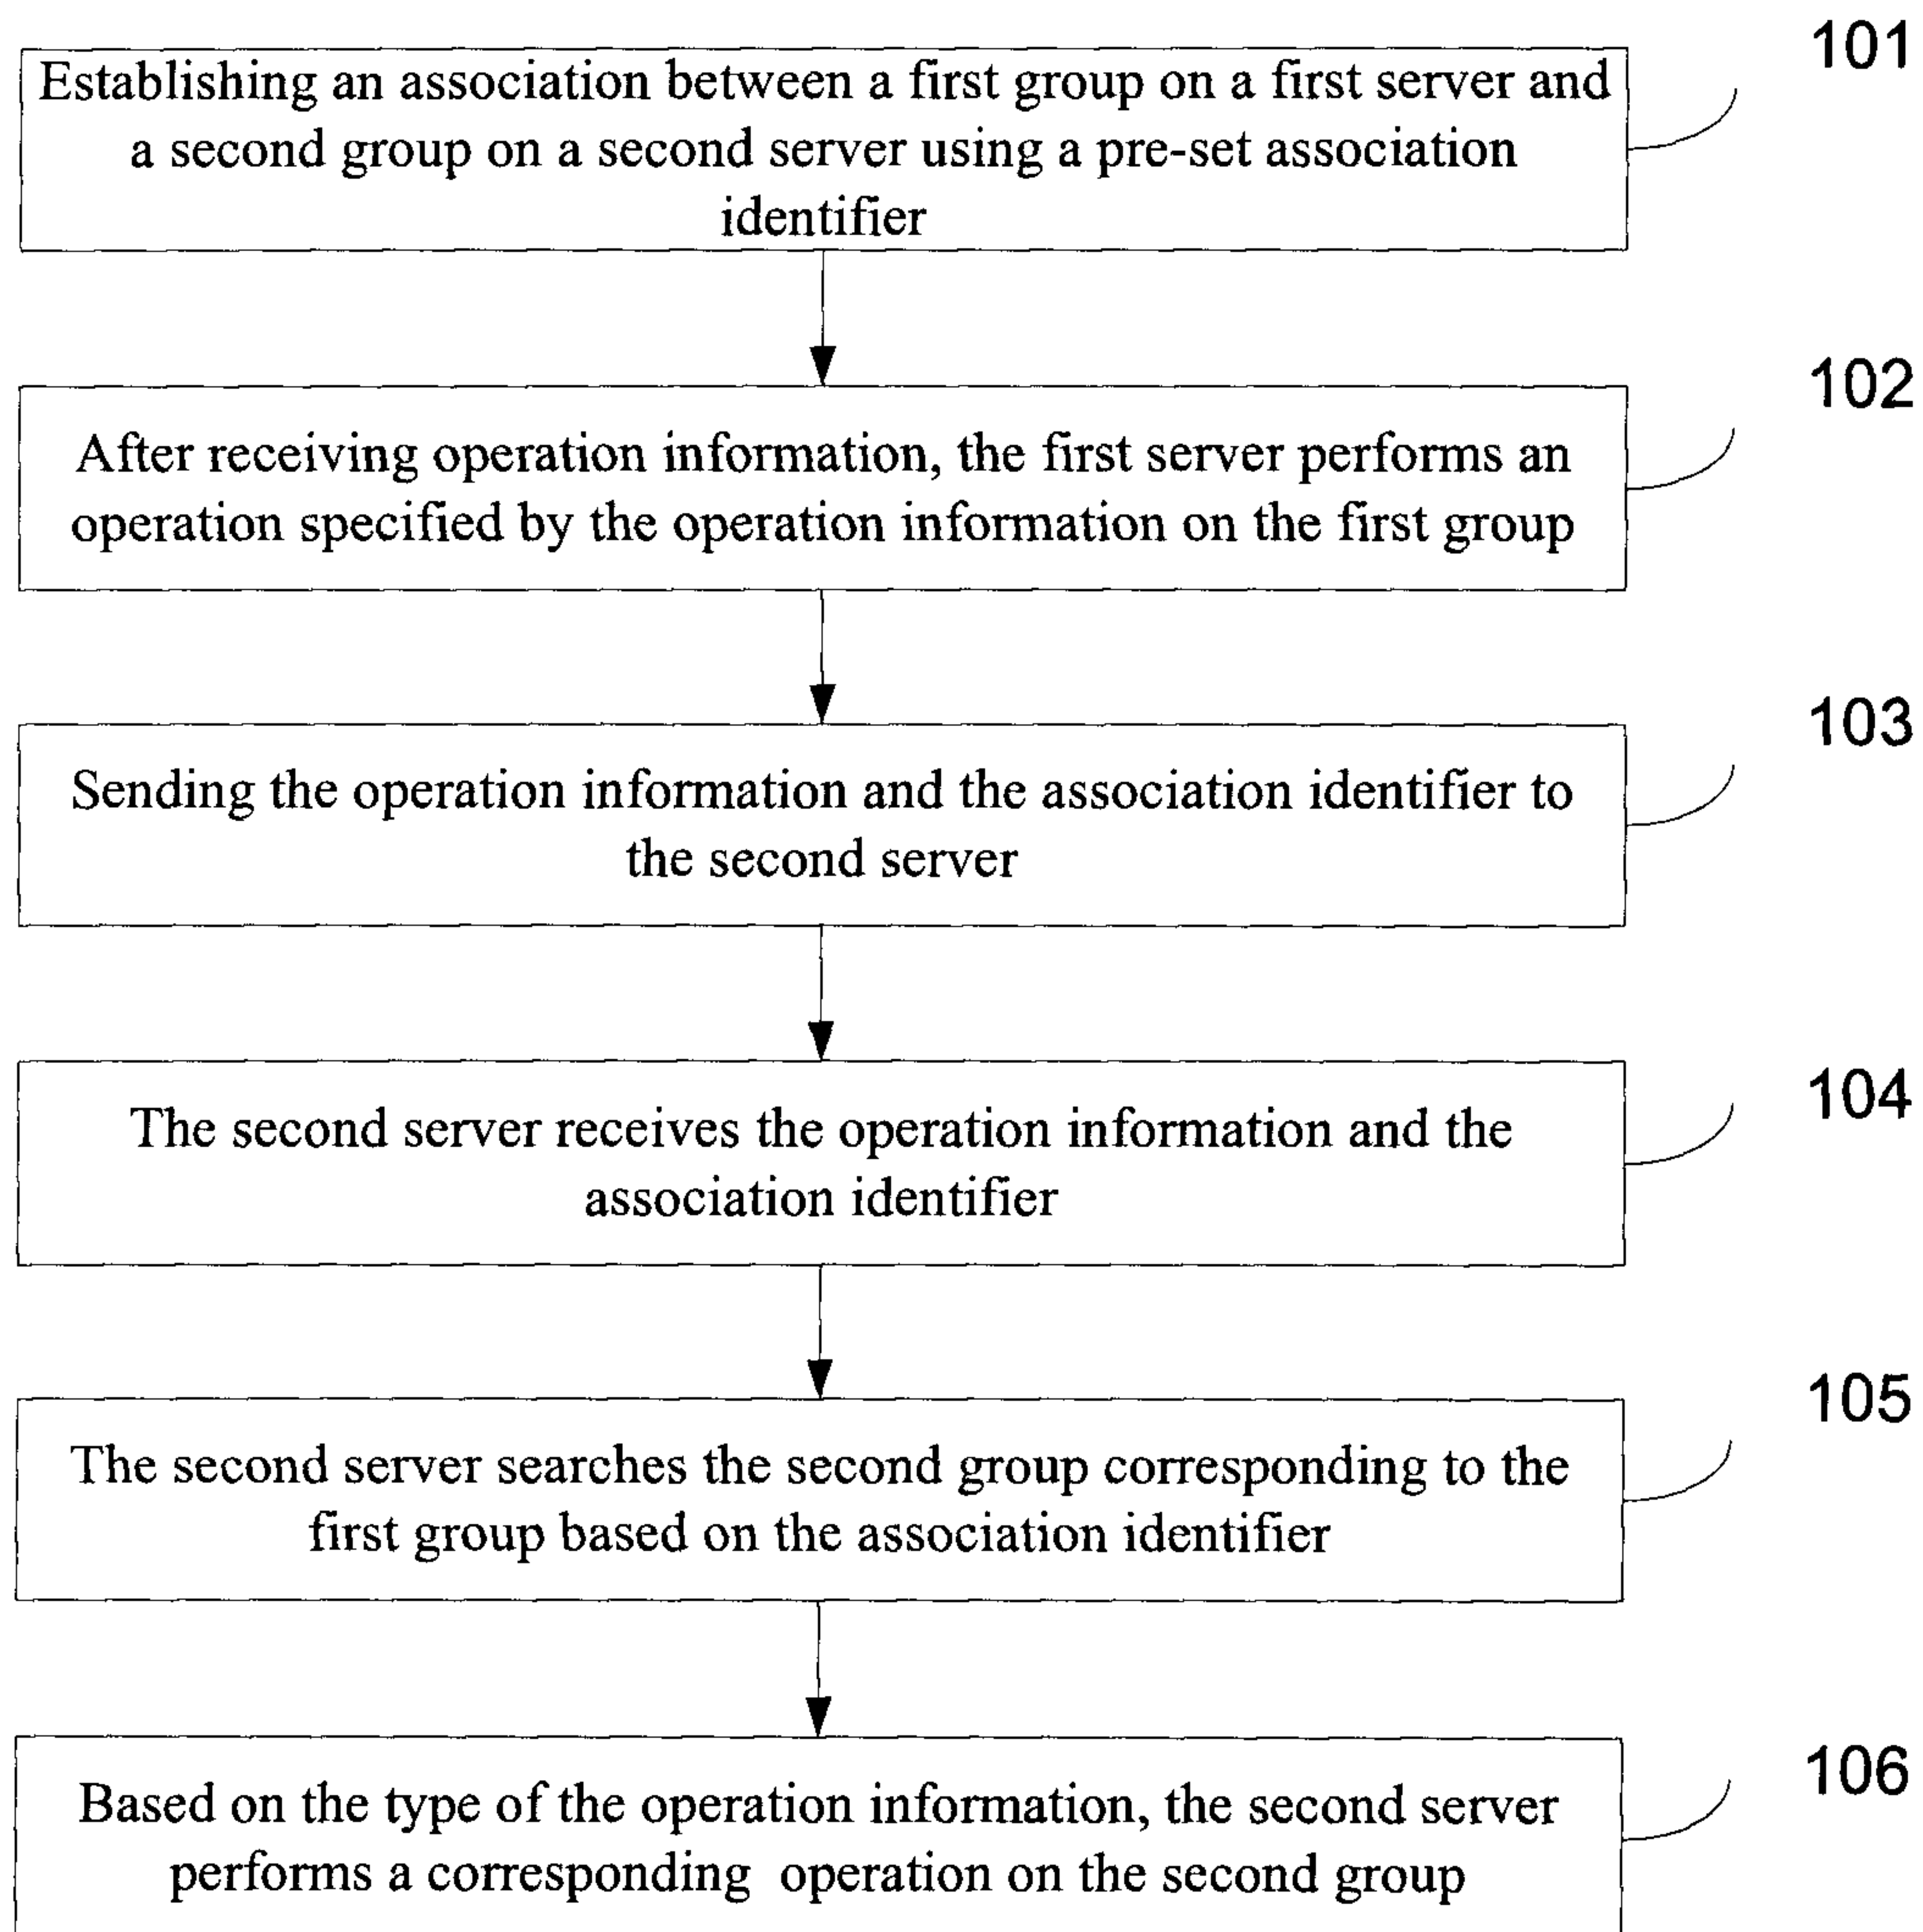 101
Establishing an association between a first group on a first server and
a second group on a second server using a pre-set association
identifier
102
After receiving operation information, the first server performs an
operation specified by the operation information on the first group
103
Sending the operation information and the association identifier to
the second server
104
The second server receives the operation information and the
association identifier
105
The second server searches the second group corresponding to the
first group based on the association identifier
106
Based on the type of the operation information, the second server
performs a corresponding operation on the second group